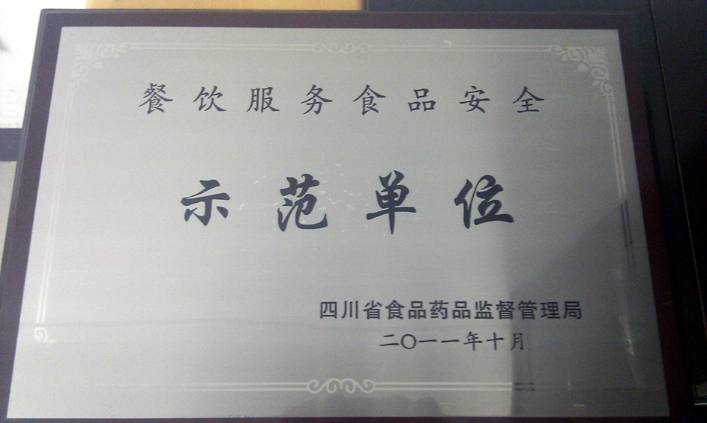 餐饮服务食品安全
示范单位
四川省食品药品监督管理局
二〇一一年十月